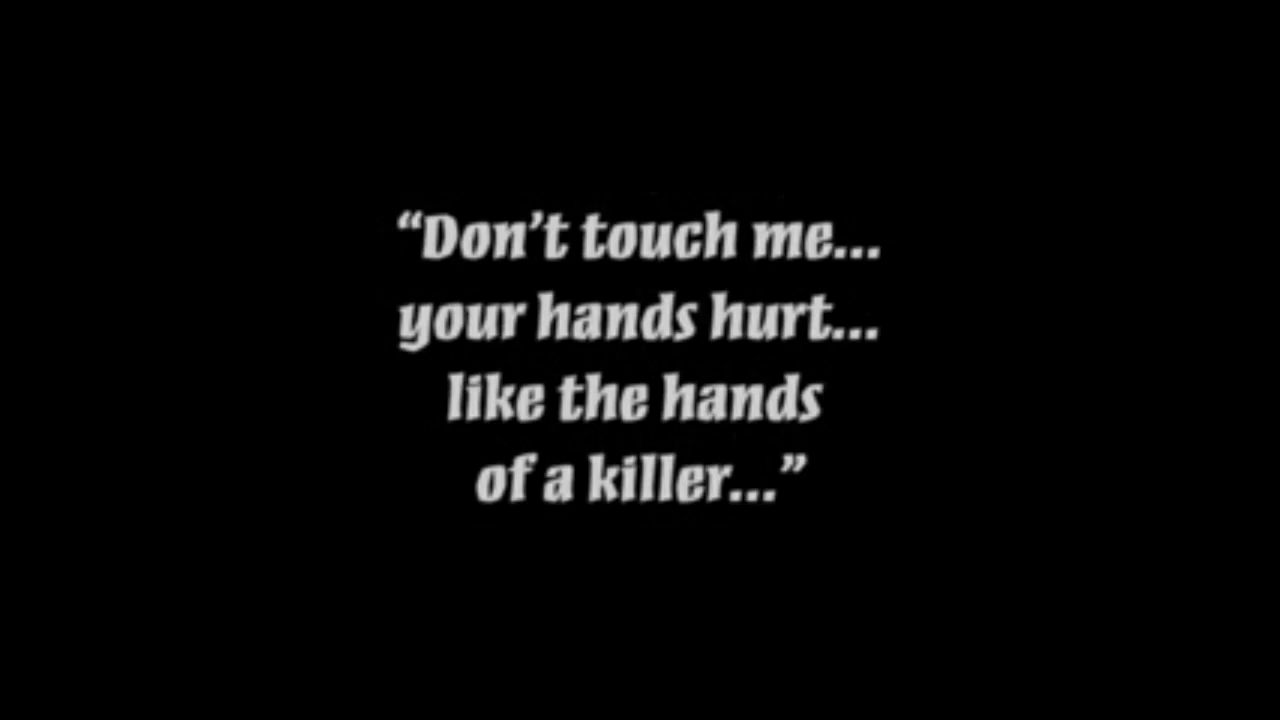 “Don’t touch me...
your hands hurt...
like the hands
of a killer...”